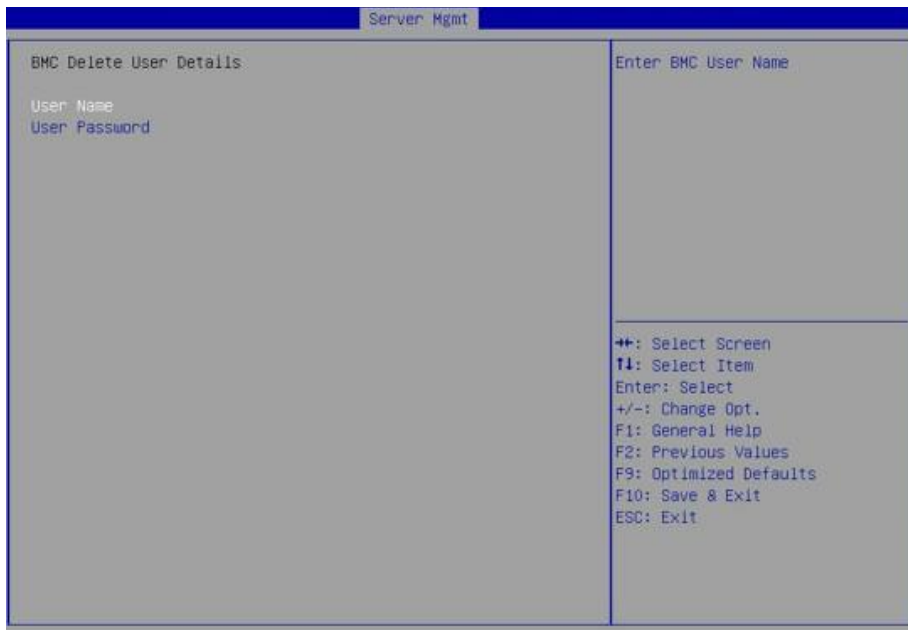 Server Mgmt
BMC Delete User Details
User Name
User Password
Enter BMC User Name
→←: Select Screen
↑↓: Select Item
Enter: Select
+/-: Change Opt.
F1: General Help
F2: Previous Values
F9: Optimized Defaults
F10: Save & Exit
ESC: Exit